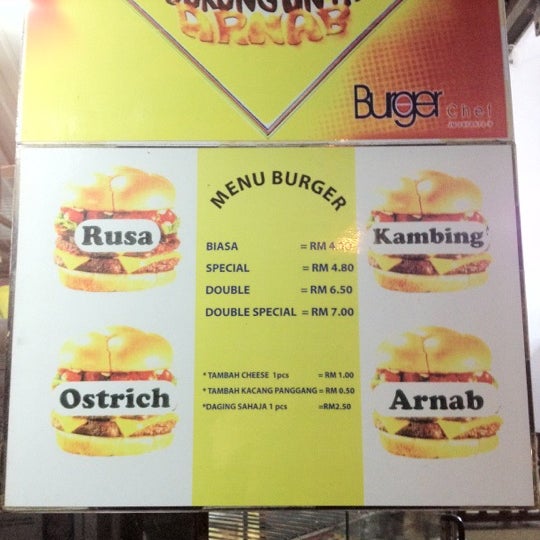 ARNAB
Burger Chef
MENU BURGER
Rusa
Kambing
Ostrich
Arnab
BIASA = RM
SPECIAL = RM 4.80
DOUBLE = RM 6.50
DOUBLE SPECIAL = RM 7.00
* TAMBAH CHEESE 1pcs = RM 1.00
* TAMBAH KACANG PANGGANG = RM 0.50
*DAGING SAHAJA 1 pcs =RM2.50